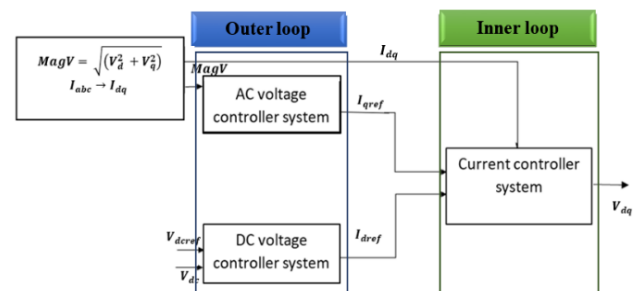 Outer loop
Inner loop
MagV = √(V_d^2 + V_q^2)
I_abc → I_dq
I_dq
MagV
AC voltage
controller system
I_qref
Current controller
system
V_dq
V_dcref
V_dc
DC voltage
controller system
I_dref